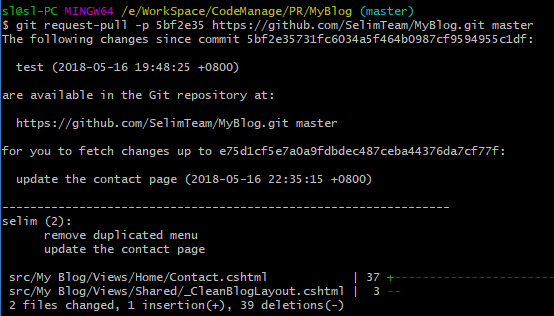 sl@sl-PC MINGW64 /e/WorkSpace/CodeManage/PR/MyBlog (master)
$ git request-pull -p 5bf2e35 https://github.com/SelimTeam/MyBlog.git master
The following changes since commit 5bf2e35731fc6034a5f464b0987cf9594955c1df:
test (2018-05-16 19:48:25 +0800)
are available in the Git repository at:
https://github.com/SelimTeam/MyBlog.git master
for you to fetch changes up to e75d1cf5e7a0a9fdbdec487ceba44376da7cf77f:
update the contact page (2018-05-16 22:35:15 +0800)
----------------------------------------------------------------
selim (2):
remove duplicated menu
update the contact page
src/My Blog/Views/Home/Contact.cshtml | 37 +------------------------
src/My Blog/Views/Shared/_CleanBlogLayout.cshtml | 3 --
2 files changed, 1 insertion(+), 39 deletions(-)